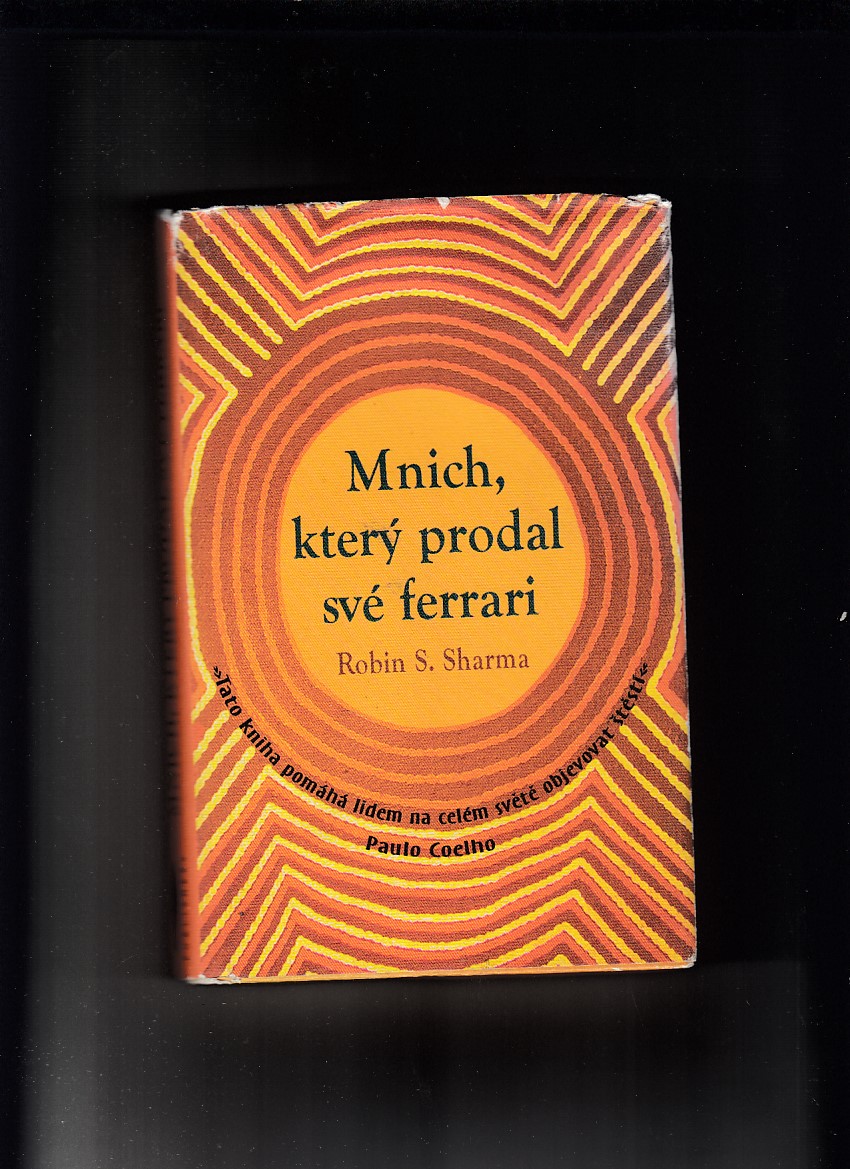 Mnich,
který prodal
své ferrari
Robin S. Sharma
»Tato kniha pomáhá lidem na celém světě objevovat štěstí«
Paulo Coelho